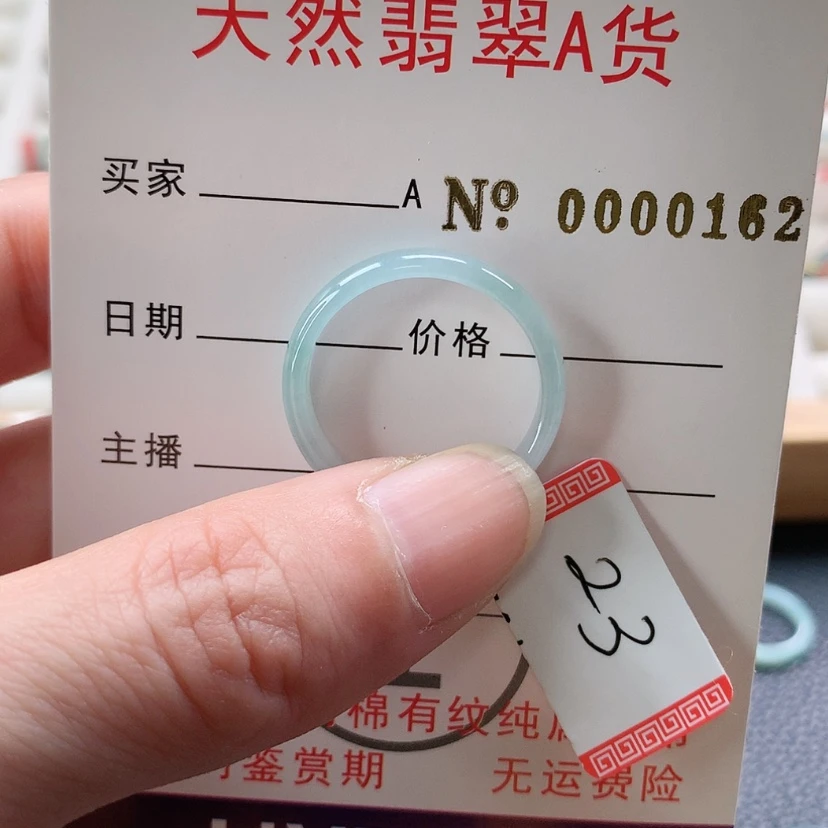 天然翡翠A货
买家 A № 0000162
日期 价格
主播
23
棉有纹纯
鉴赏期 无运费险